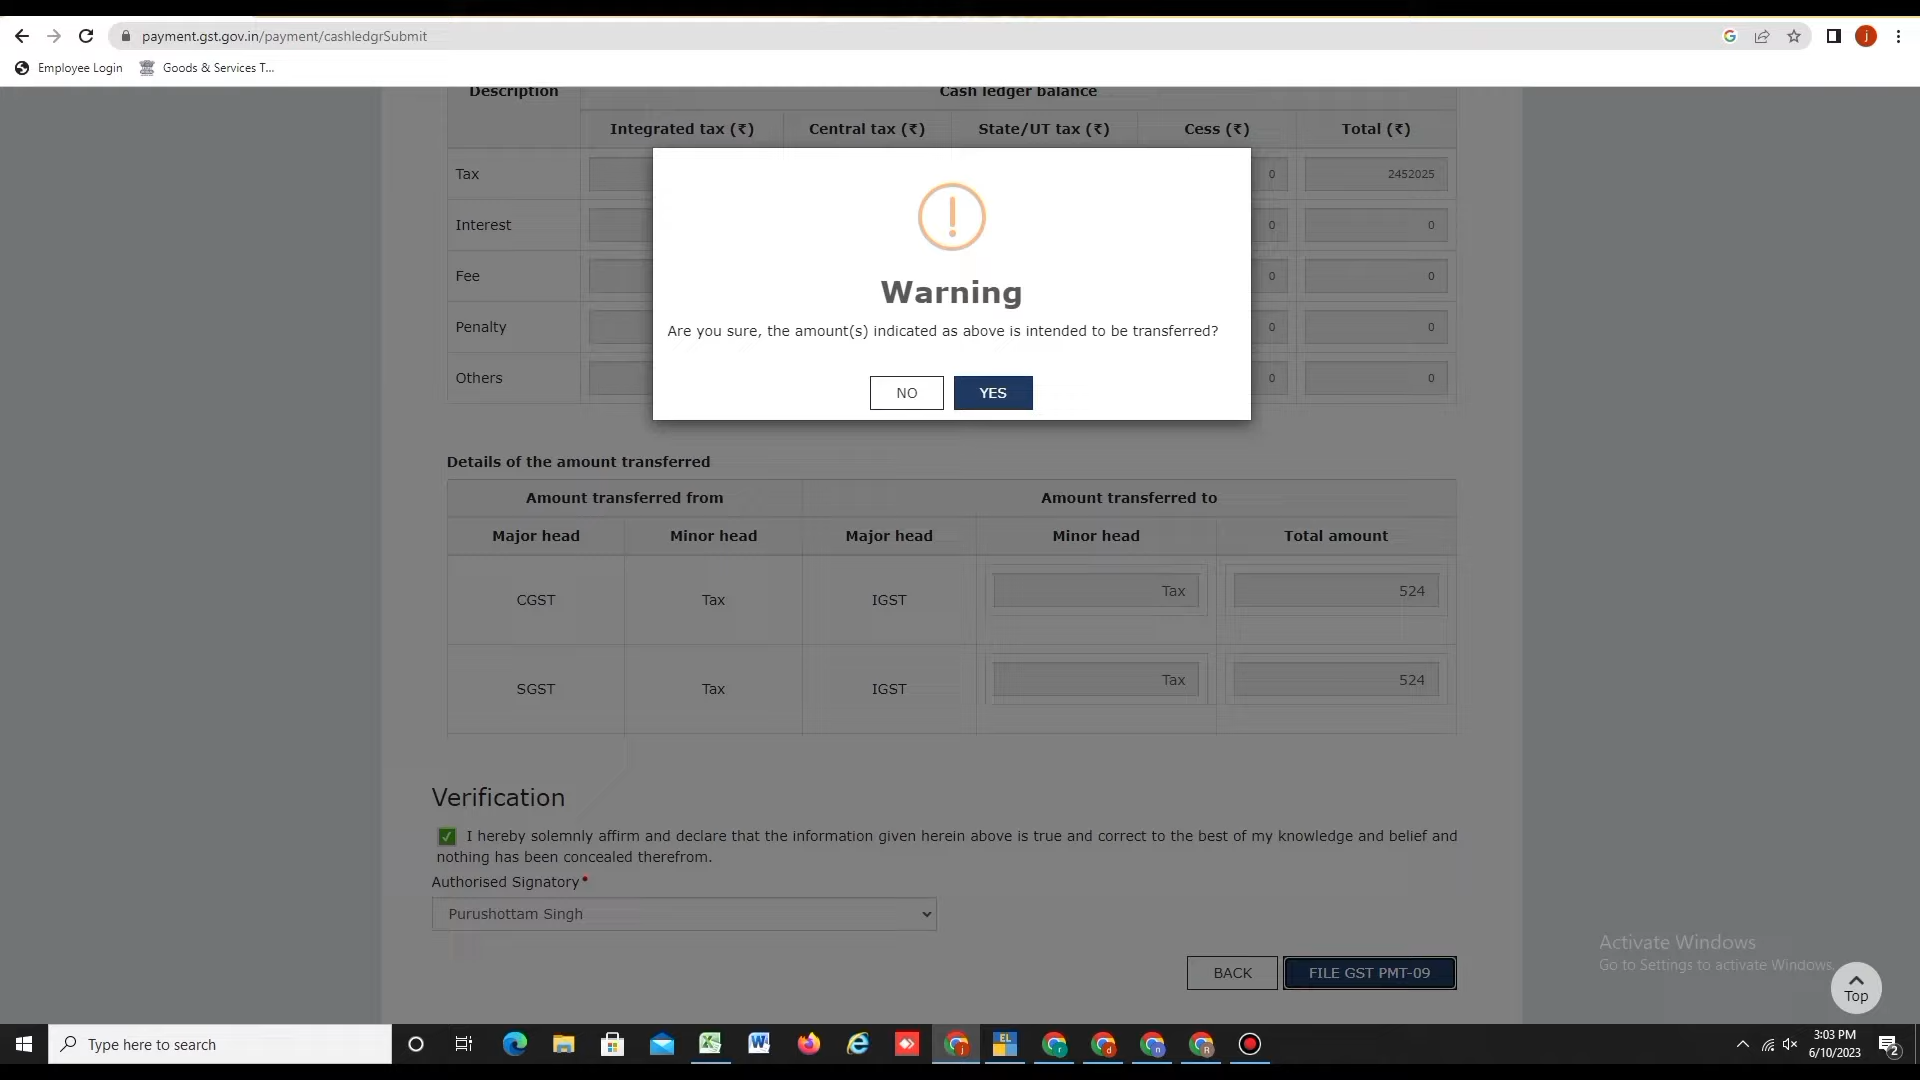 payment.gst.gov.in/payment/cashledgrSubmit
G
j
Employee Login Goods & Services T...
Description Cash ledger balance
Integrated tax (₹) Central tax (₹) State/UT tax (₹) Cess (₹) Total (₹)
Tax 0 2452025
Interest 0 0
Fee 0 0
Penalty 0 0
Others 0 0
Warning
Are you sure, the amount(s) indicated as above is intended to be transferred?
NO YES
Details of the amount transferred
Amount transferred from Amount transferred to
Major head Minor head Major head Minor head Total amount
CGST Tax IGST Tax 524
SGST Tax IGST Tax 524
Verification
I hereby solemnly affirm and declare that the information given herein above is true and correct to the best of my knowledge and belief and
nothing has been concealed therefrom.
Authorised Signatory•
Purushottam Singh
BACK FILE GST PMT-09
Activate Windows
Go to Settings to activate Windows.
Top
Type here to search
EL
j r d n R
3:03 PM
6/10/2023
2